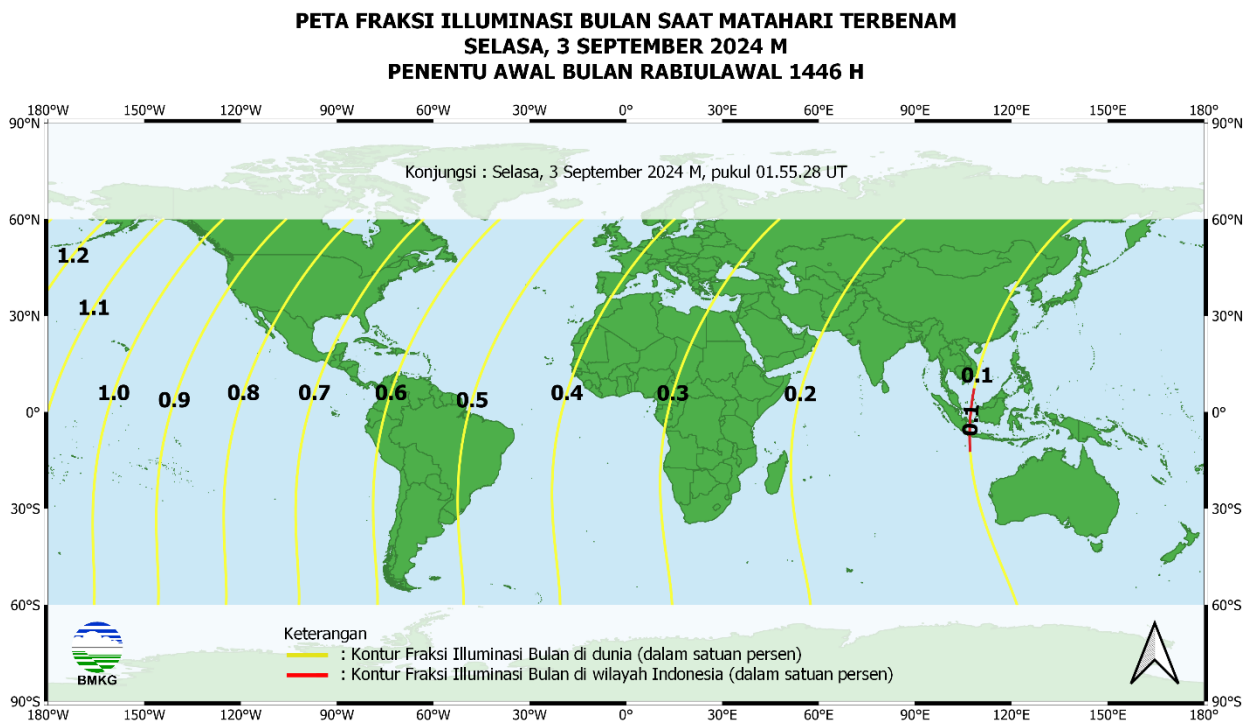 PETA FRAKSI ILLUMINASI BULAN SAAT MATAHARI TERBENAM
SELASA, 3 SEPTEMBER 2024 M
PENENTU AWAL BULAN RABIULAWAL 1446 H
180°W 150°W 120°W 90°W 60°W 30°W 0° 30°E 60°E 90°E 120°E 150°E 180°
90°N 90°N
Konjungsi : Selasa, 3 September 2024 M, pukul 01.55.28 UT
60°N 60°N
1.2
1.1
30°N 30°N
0.1
1.0 0.9 0.8 0.7 0.6 0.5 0.4 0.3 0.2
0° 0.1 0°
30°S 30°S
60°S 60°S
Keterangan
: Kontur Fraksi Illuminasi Bulan di dunia (dalam satuan persen)
: Kontur Fraksi Illuminasi Bulan di wilayah Indonesia (dalam satuan persen)
BMKG
90°S 90°S
180°W 150°W 120°W 90°W 60°W 30°W 0° 30°E 60°E 90°E 120°E 150°E 180°